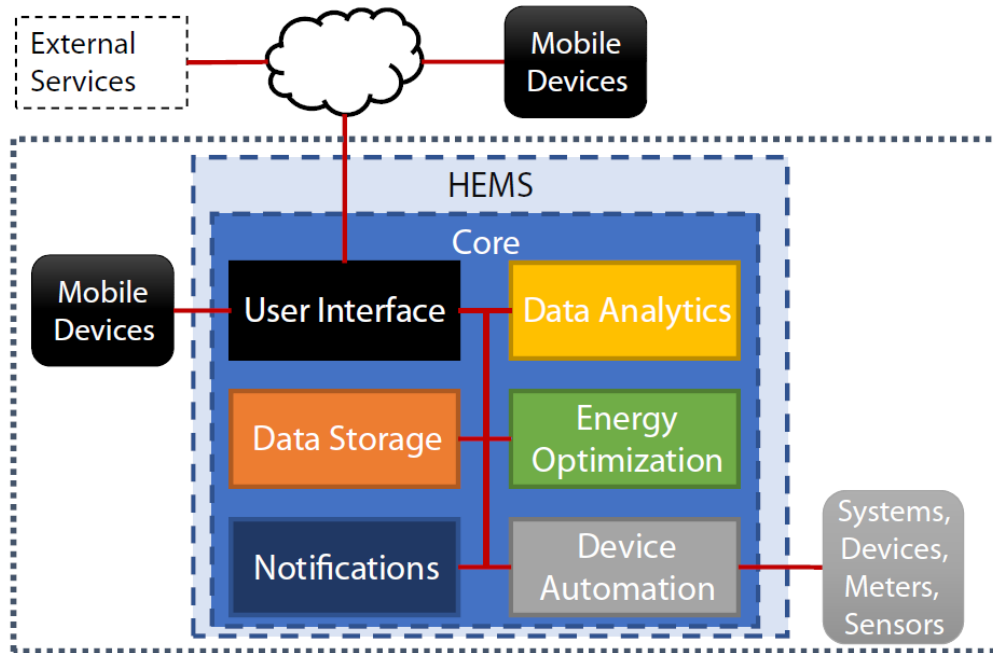 External
Services
Mobile
Devices
HEMS
Core
Mobile
Devices
User Interface
Data Analytics
Data Storage
Energy
Optimization
Notifications
Device
Automation
Systems,
Devices,
Meters,
Sensors